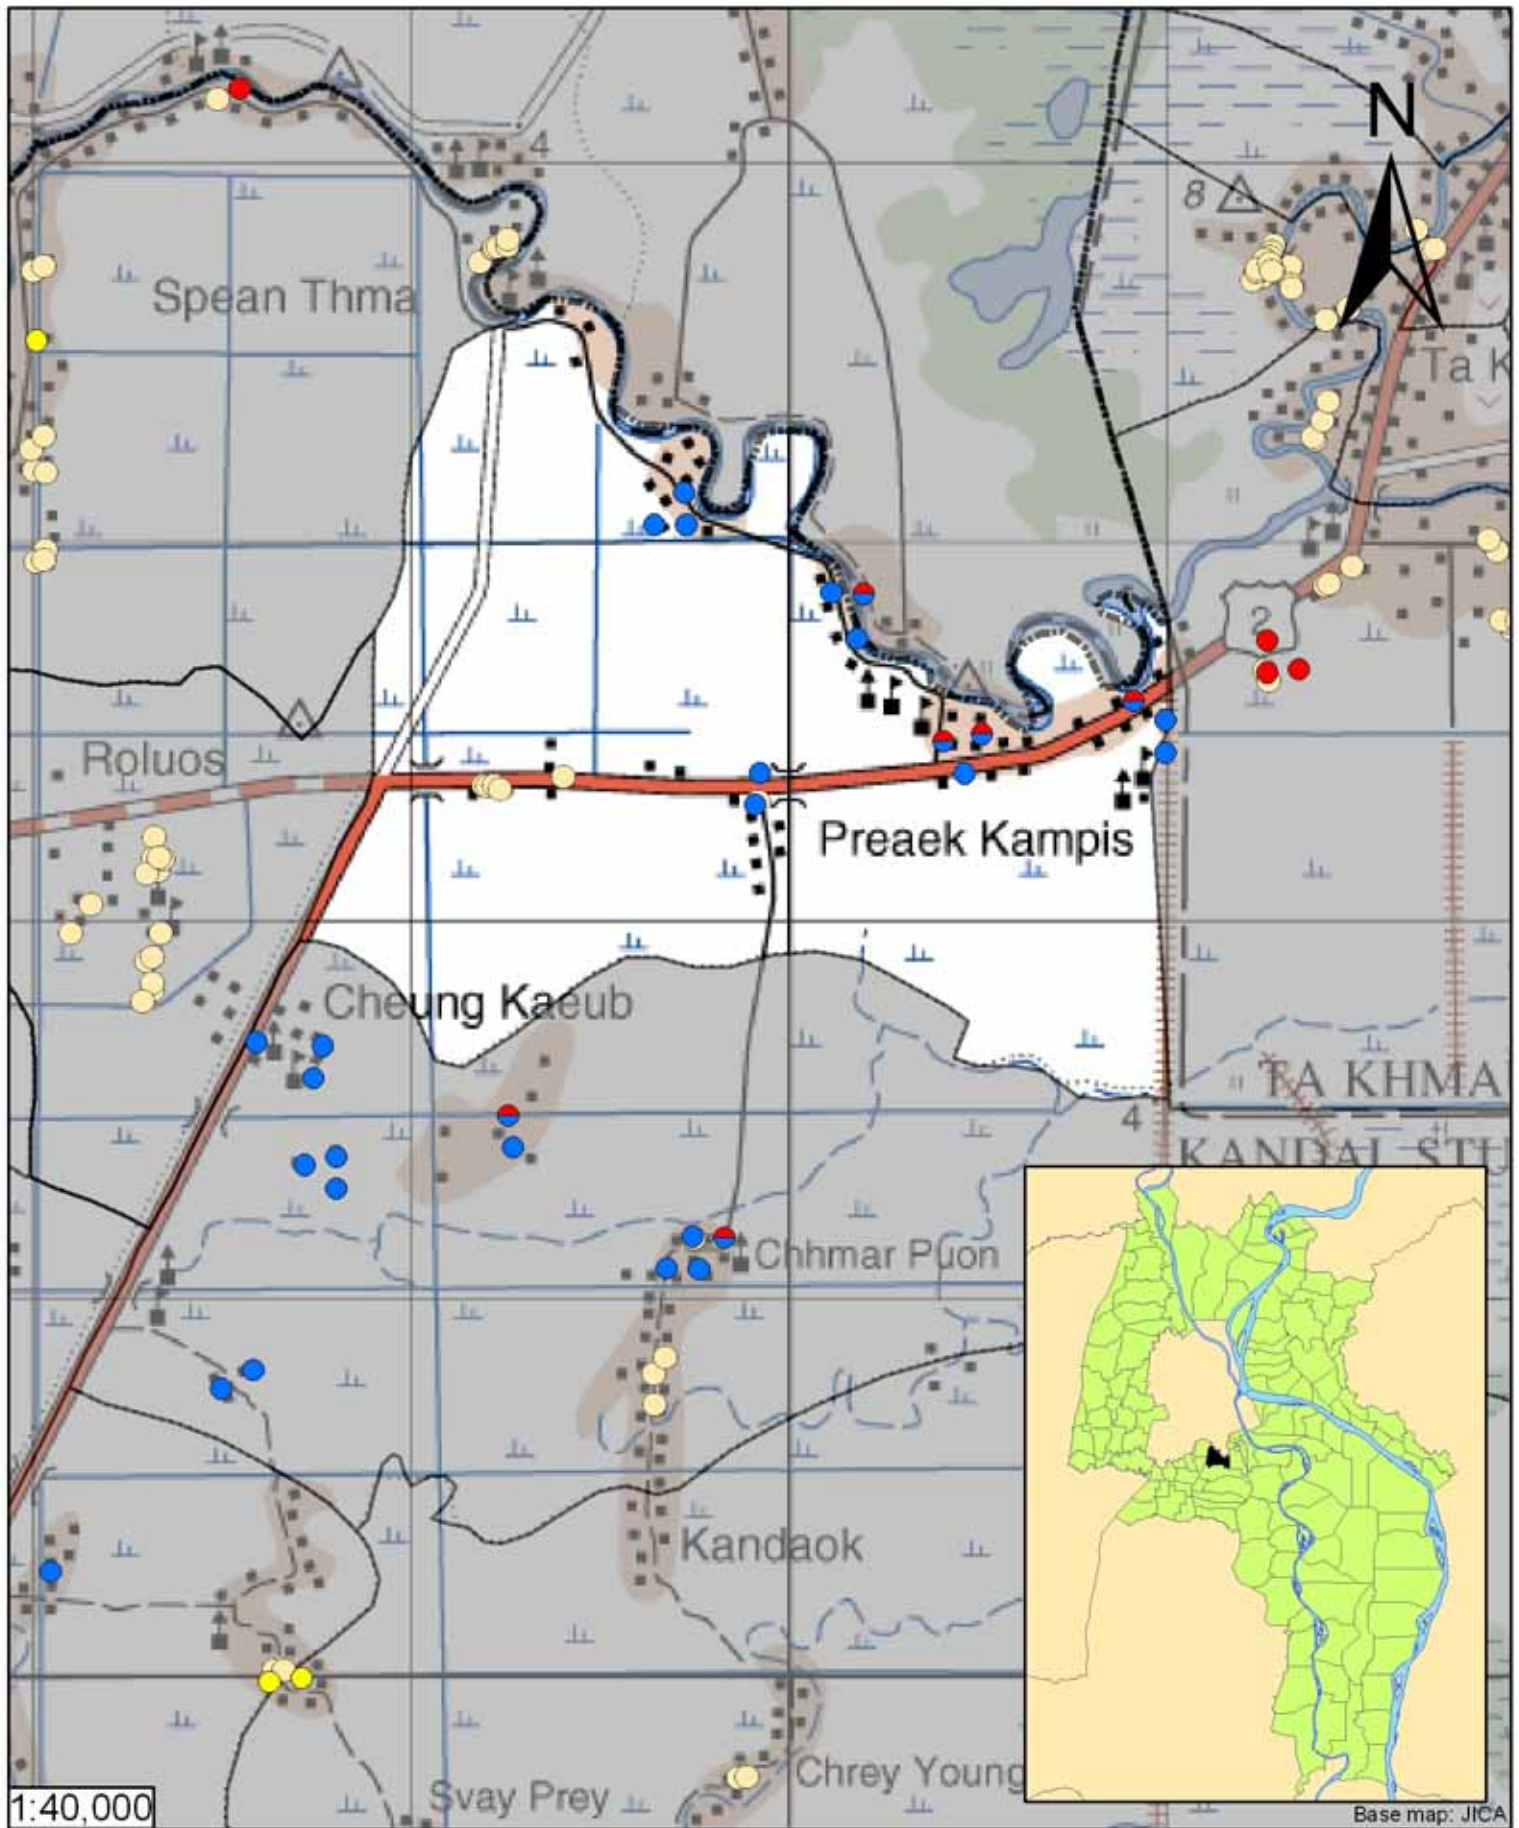 4
N
8
Spean Thma
Ta K
2
Roluos
Preaek Kampis
Cheung Kaeub
TA KHMA
4
KANDAL STU
Chhmar Puon
Kandaok
Chrey Young
Svay Prey
1:40,000
Base map: JICA